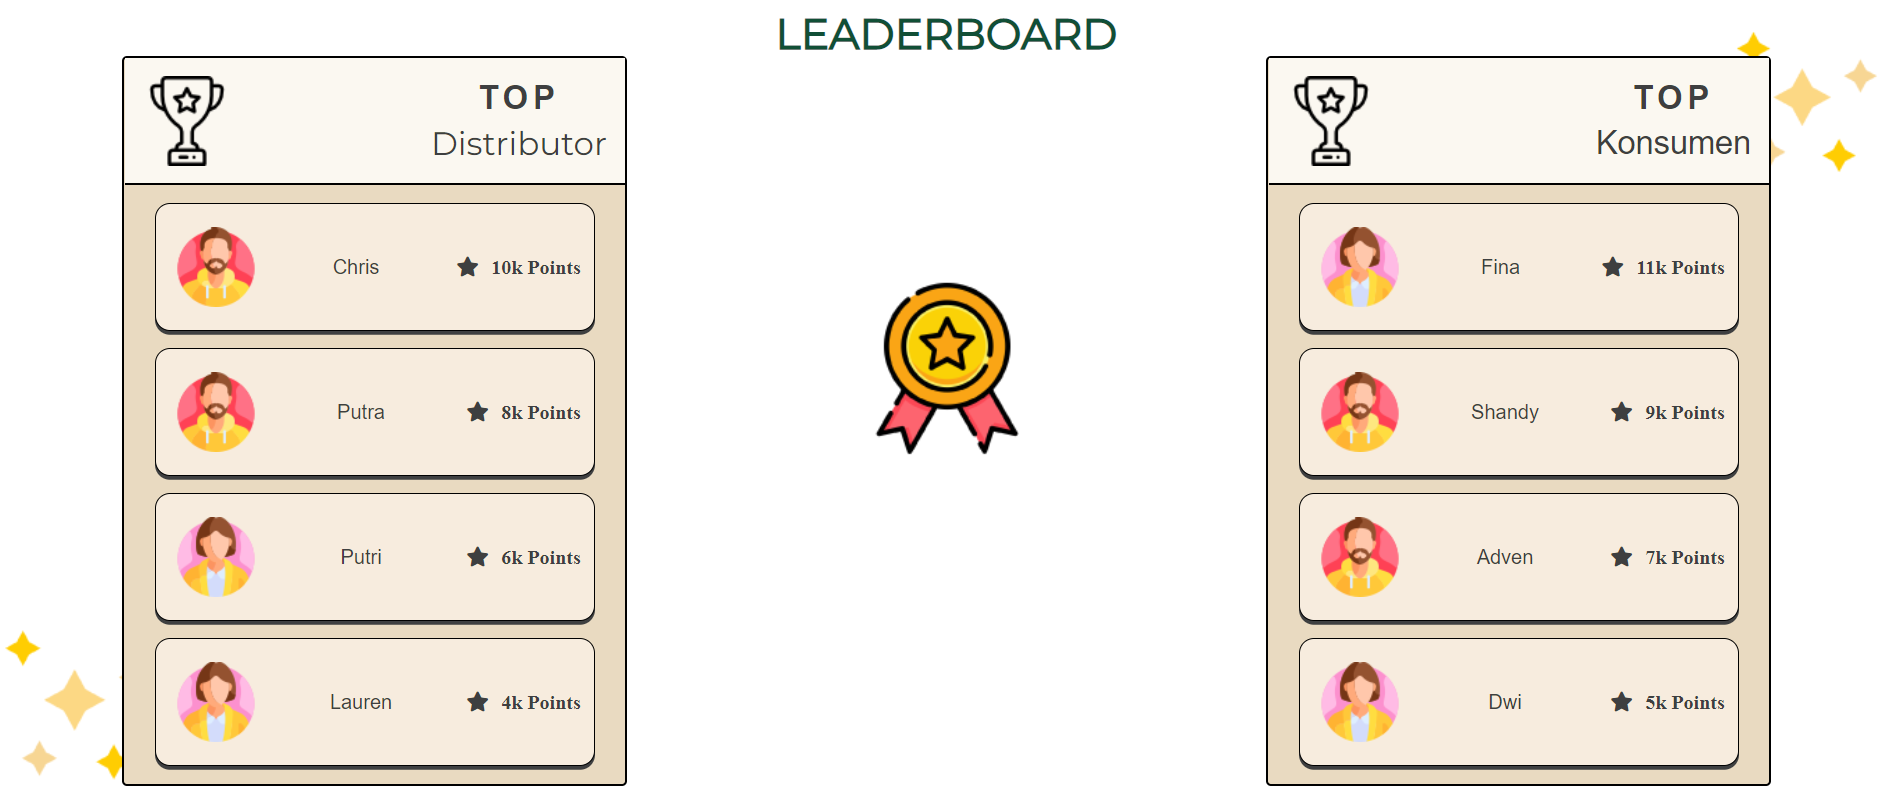 LEADERBOARD
TOP
Distributor
Chris 10k Points
Putra 8k Points
Putri 6k Points
Lauren 4k Points
TOP
Konsumen
Fina 11k Points
Shandy 9k Points
Adven 7k Points
Dwi 5k Points